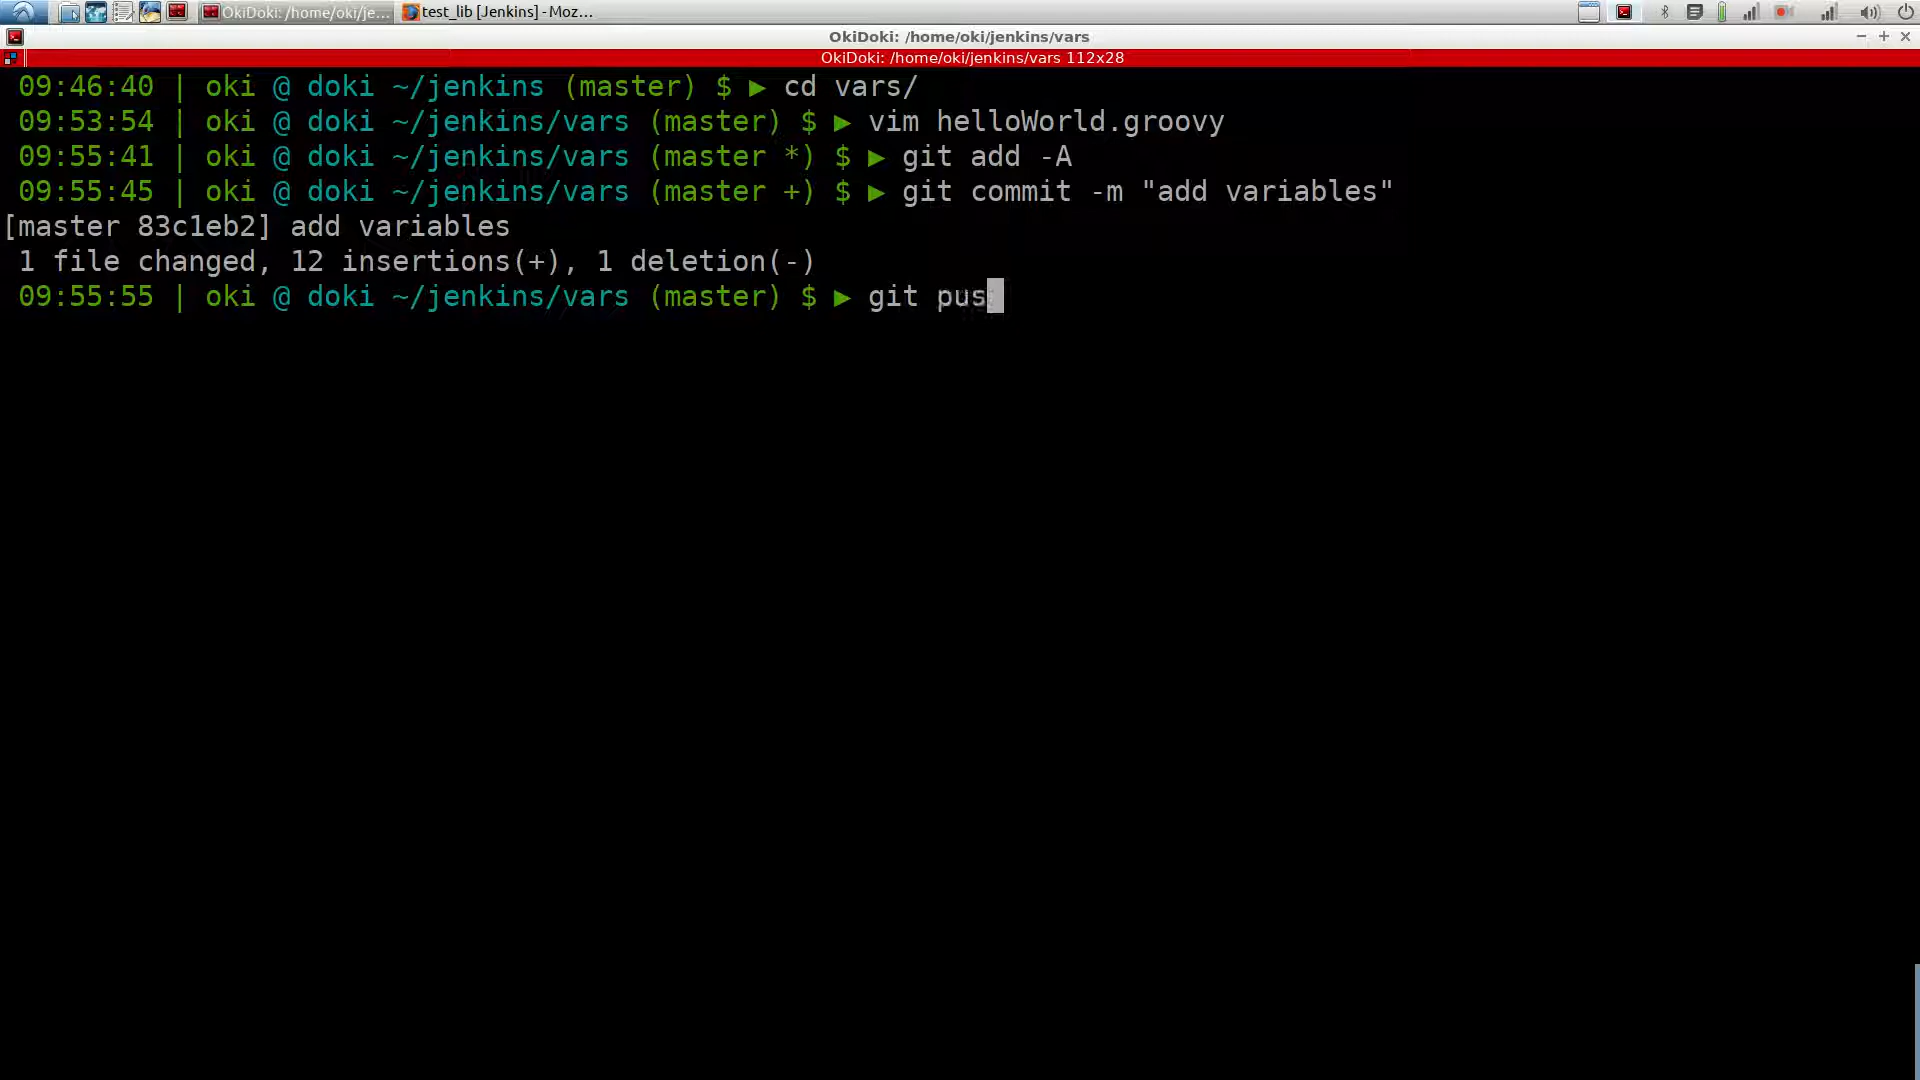 OkiDoki: /home/oki/je...
test_lib [Jenkins] - Moz...
OkiDoki: /home/oki/jenkins/vars
OkiDoki: /home/oki/jenkins/vars 112x28
09:46:40 | oki @ doki ~/jenkins (master) $ ▶ cd vars/
09:53:54 | oki @ doki ~/jenkins/vars (master) $ ▶ vim helloWorld.groovy
09:55:41 | oki @ doki ~/jenkins/vars (master *) $ ▶ git add -A
09:55:45 | oki @ doki ~/jenkins/vars (master +) $ ▶ git commit -m "add variables"
[master 83c1eb2] add variables
1 file changed, 12 insertions(+), 1 deletion(-)
09:55:55 | oki @ doki ~/jenkins/vars (master) $ ▶ git pus